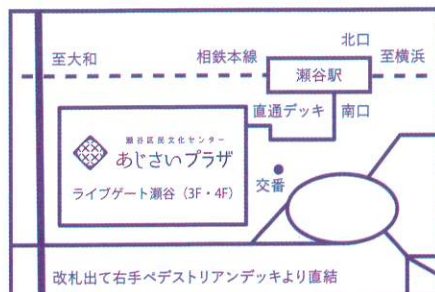 北口
至大和
相鉄本線
至横浜
瀬谷駅
直通デッキ
南口
瀬谷区民文化センター
あじさいプラザ
ライブゲート瀬谷（3F・4F）
交番
改札出て右手ペデストリアンデッキより直結